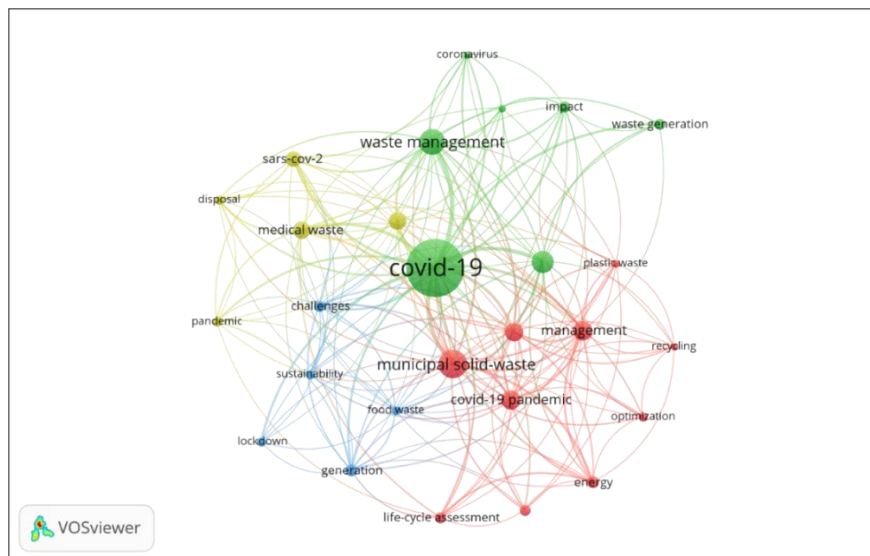 coronavirus
impact
waste generation
waste management
sars-cov-2
disposal
medical waste
covid-19
plastic waste
challenges
pandemic
management
recycling
municipal solid-waste
sustainability
covid-19 pandemic
food waste
optimization
lockdown
generation
energy
life-cycle assessment
VOSviewer